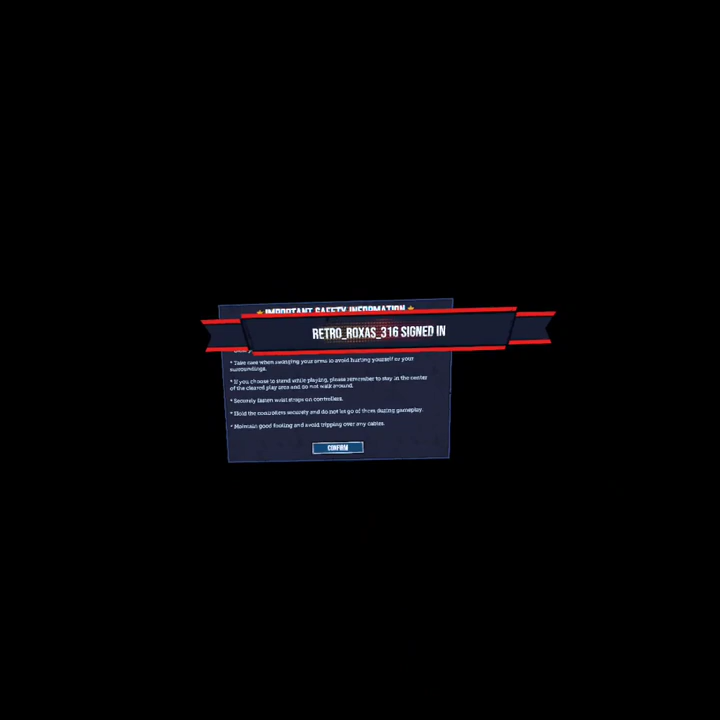 IMPORTANT SAFETY INFORMATION
RETRO_ROXAS_316 SIGNED IN
* Take care when swinging your arms to avoid hurting yourself or your
surroundings.
* If you choose to stand while playing, please remember to stay in the center
of the cleared play area and do not walk around.
* Securely fasten wrist straps on controllers.
* Hold the controllers securely and do not let go of them during gameplay.
* Maintain good footing and avoid tripping over any cables.
CONFIRM